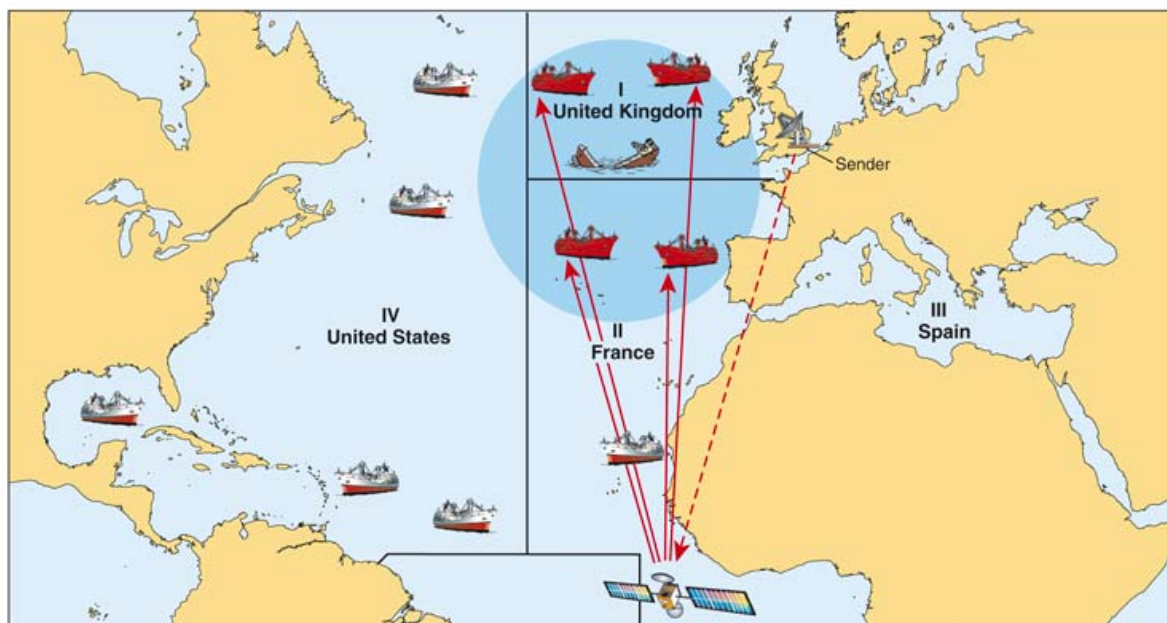 I
United Kingdom
Sender
IV
United States
II
France
III
Spain